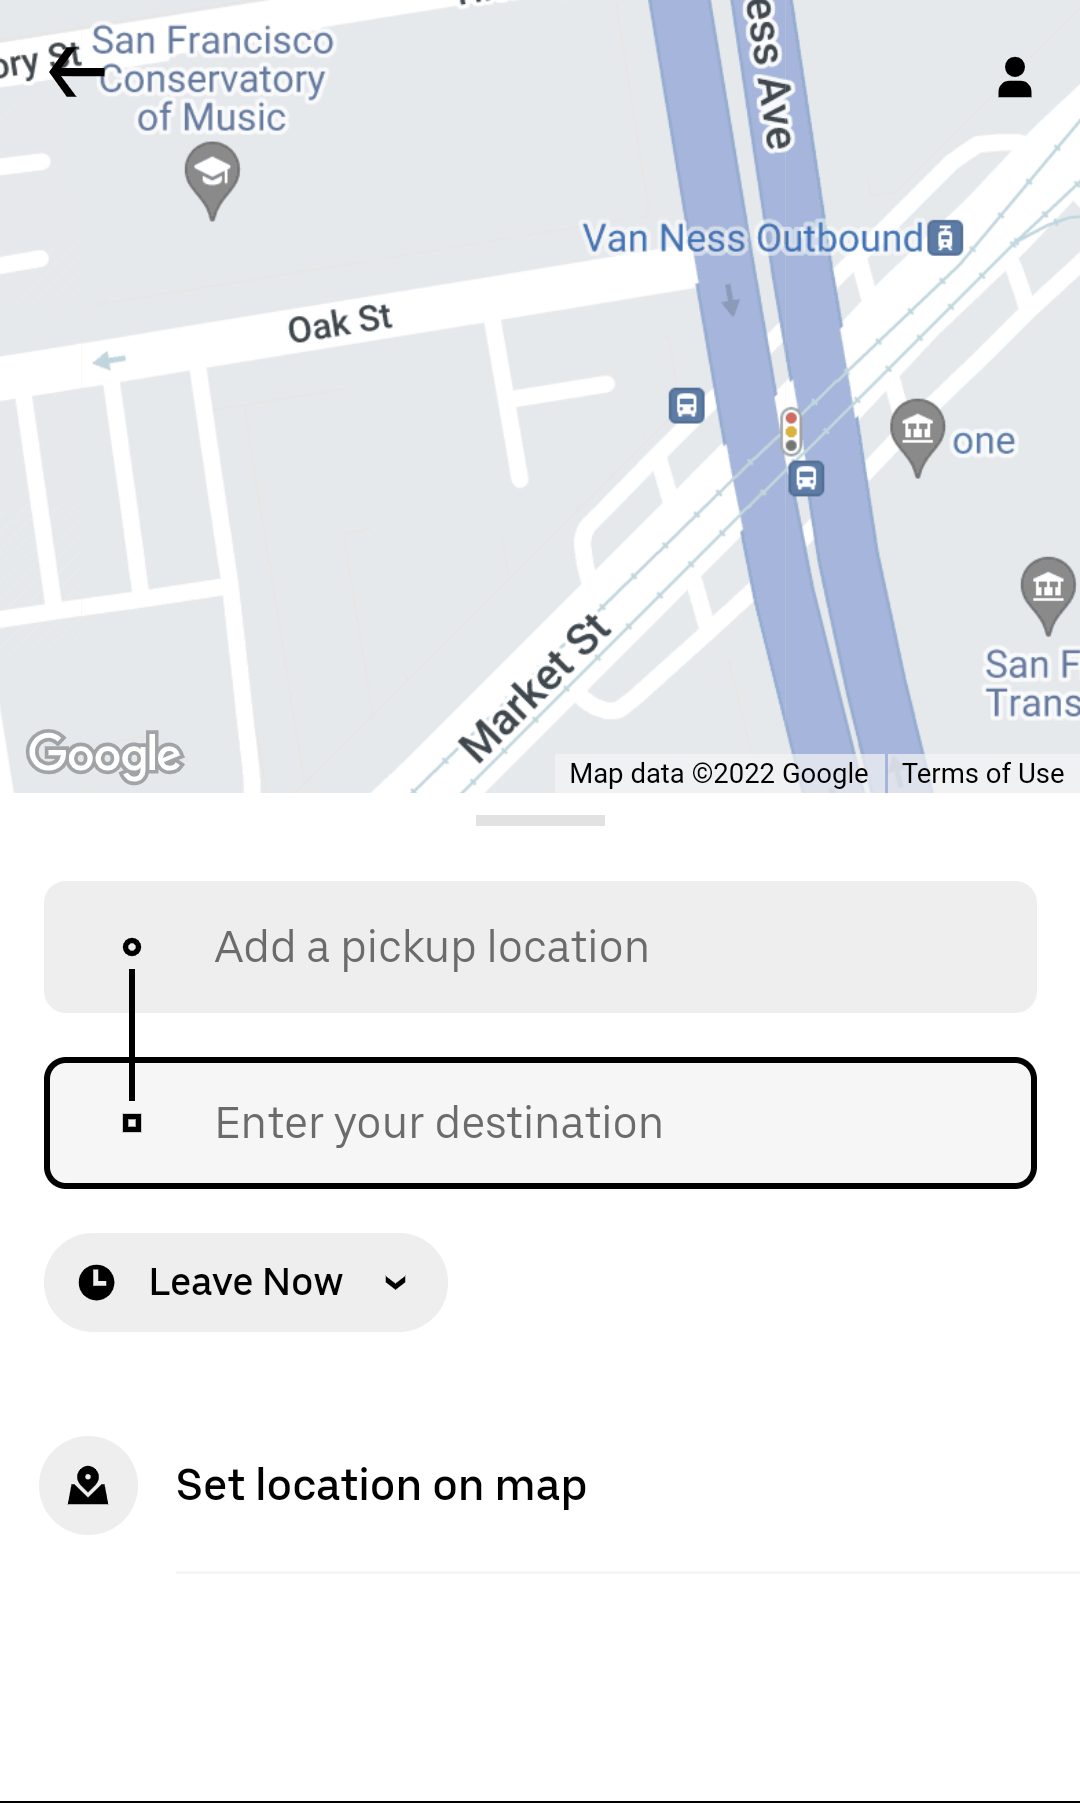 ory St
San Francisco
Conservatory
of Music
ess Ave
Van Ness Outbound
Oak St
one
Market St
San F
Trans
Google
Map data ©2022 Google
Terms of Use
Add a pickup location
Enter your destination
Leave Now
Set location on map